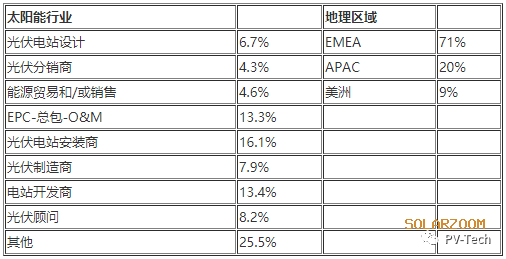 太阳能行业 地理区域
光伏电站设计 6.7% EMEA 71%
光伏分销商 4.3% APAC 20%
能源贸易和/或销售 4.6% 美洲 9%
EPC-总包-O&M 13.3%
光伏电站安装商 16.1%
光伏制造商 7.9%
电站开发商 13.4%
光伏顾问 8.2%
其他 25.5%
SOLARZOOM
PV-Tech